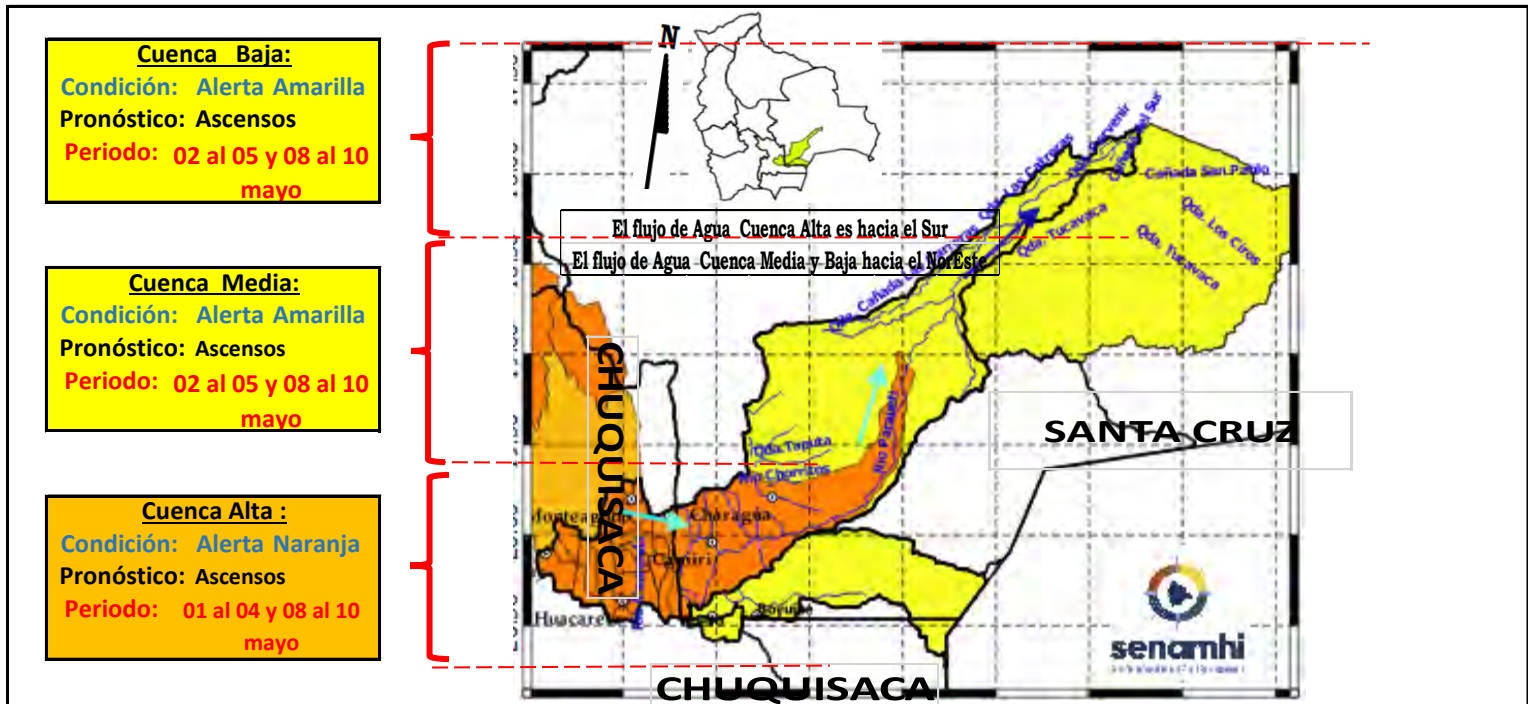 Cuenca Baja:
Condición: Alerta Amarilla
Pronóstico: Ascensos
Periodo: 02 al 05 y 08 al 10
mayo
Cuenca Media:
Condición: Alerta Amarilla
Pronóstico: Ascensos
Periodo: 02 al 05 y 08 al 10
mayo
Cuenca Alta :
Condición: Alerta Naranja
Pronóstico: Ascensos
Periodo: 01 al 04 y 08 al 10
mayo
N
El flujo de Agua Cuenca Alta es hacia el Sur
El flujo de Agua Cuenca Media y Baja hacia el NorEste
Cañada San Pablo
Qda. Tucavaca
Qda. Los Ciros
Qda. Tucavaca
Qda. Taputa
Rio Chorritos
Rio Parapeti
Charagua
Camiri
CHUQUISACA
SANTA CRUZ
CHUQUISACA
senamhi